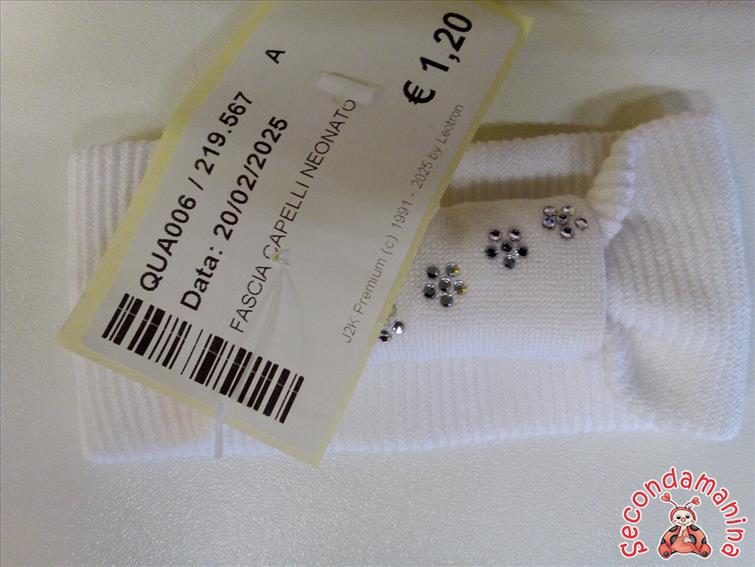 € 1,20
QUA006 / 219.567 A
Data: 20/02/2025
FASCIA CAPELLI NEONATO
J2K Premium (c) 1991 - 2025 by Leotron
Secondamanina